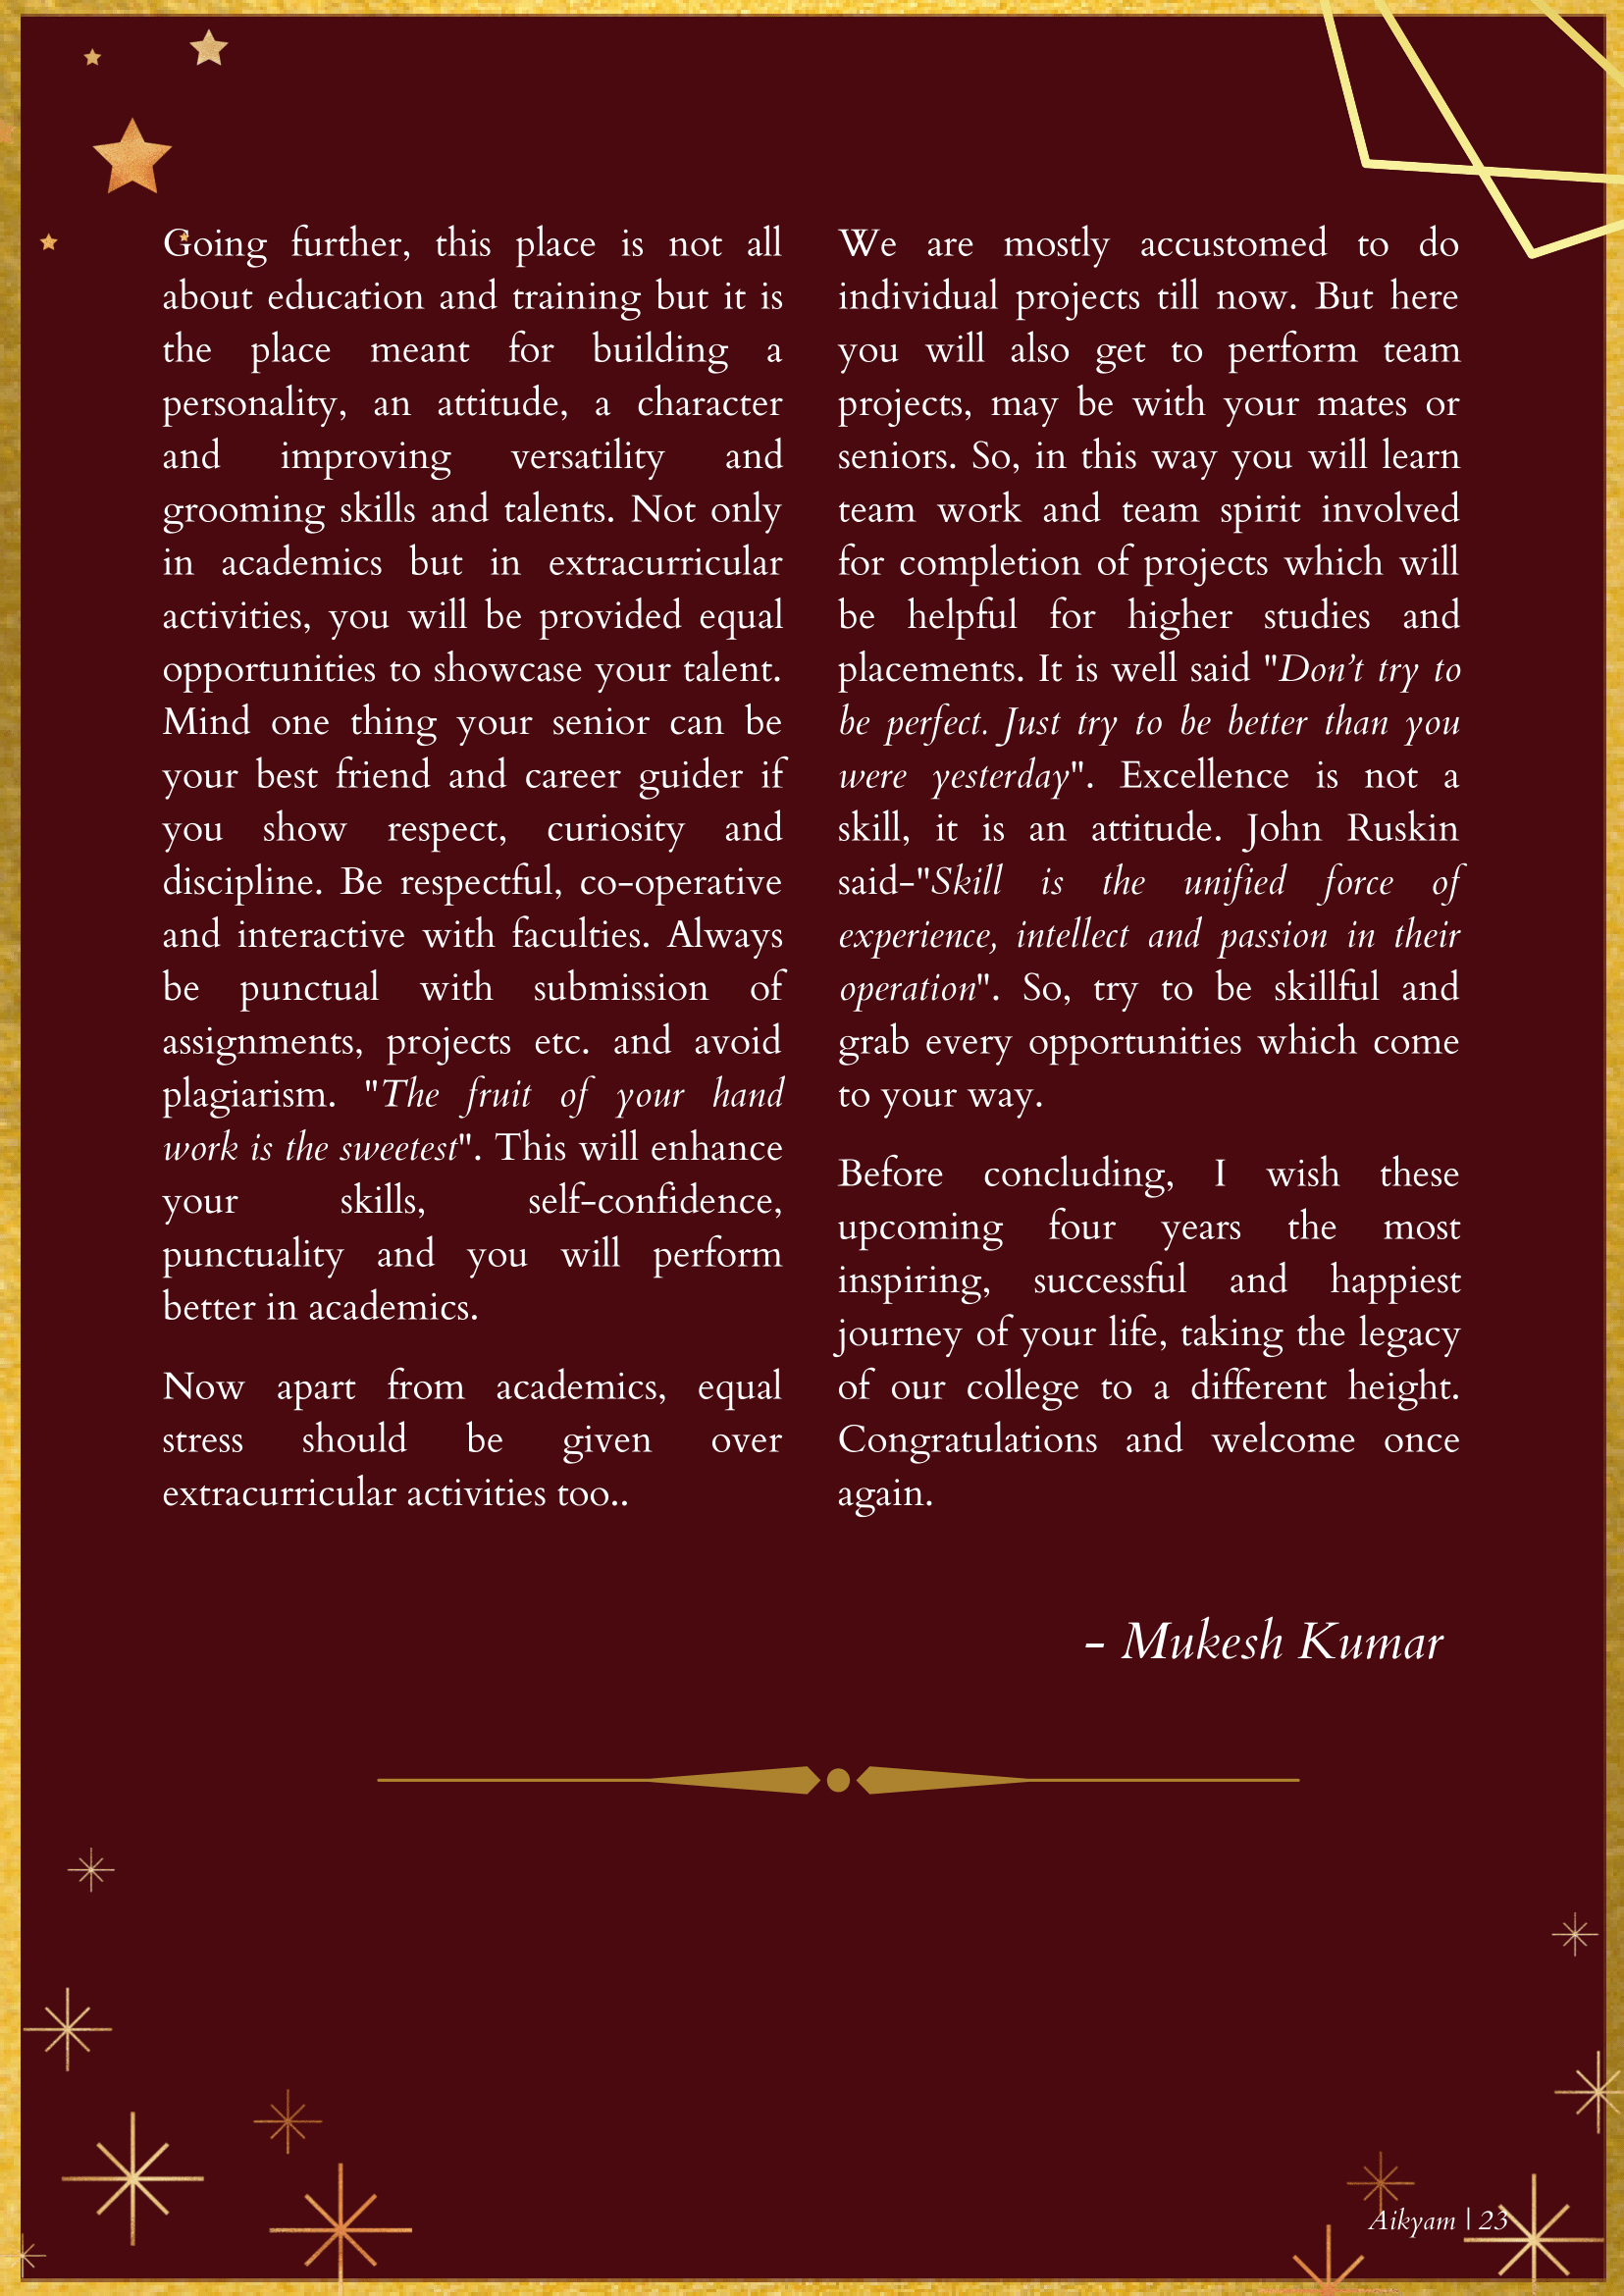 Going further, this place is not all
about education and training but it is
the place meant for building a
personality, an attitude, a character
and improving versatility and
grooming skills and talents. Not only
in academics but in extracurricular
activities, you will be provided equal
opportunities to showcase your talent.
Mind one thing your senior can be
your best friend and career guider if
you show respect, curiosity and
discipline. Be respectful, co-operative
and interactive with faculties. Always
be punctual with submission of
assignments, projects etc. and avoid
plagiarism. "The fruit of your hand
work is the sweetest". This will enhance
your skills, self-confidence,
punctuality and you will perform
better in academics.
Now apart from academics, equal
stress should be given over
extracurricular activities too..
We are mostly accustomed to do
individual projects till now. But here
you will also get to perform team
projects, may be with your mates or
seniors. So, in this way you will learn
team work and team spirit involved
for completion of projects which will
be helpful for higher studies and
placements. It is well said "Don't try to
be perfect. Just try to be better than you
were yesterday". Excellence is not a
skill, it is an attitude. John Ruskin
said-"Skill is the unified force of
experience, intellect and passion in their
operation". So, try to be skillful and
grab every opportunities which come
to your way.
Before concluding, I wish these
upcoming four years the most
inspiring, successful and happiest
journey of your life, taking the legacy
of our college to a different height.
Congratulations and welcome once
again.
- Mukesh Kumar
Aikyam | 23